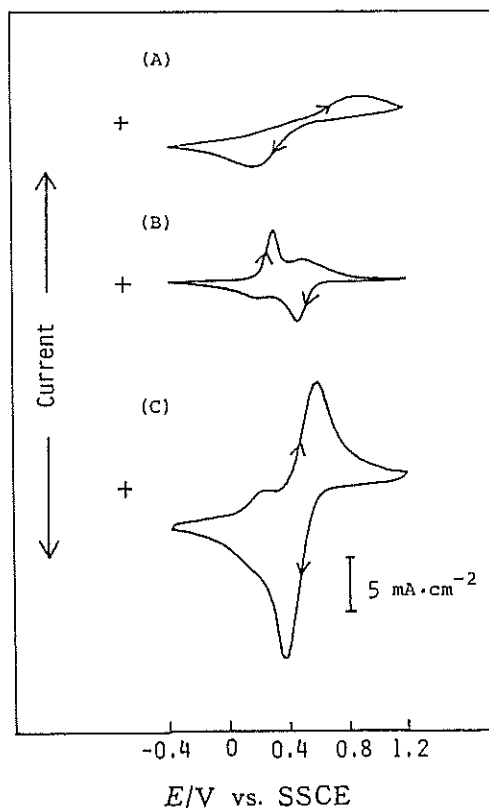 (A)
+
(B)
+
Current
(C)
+
5 mA·cm⁻²
-0.4 0 0.4 0.8 1.2
E/V vs. SSCE